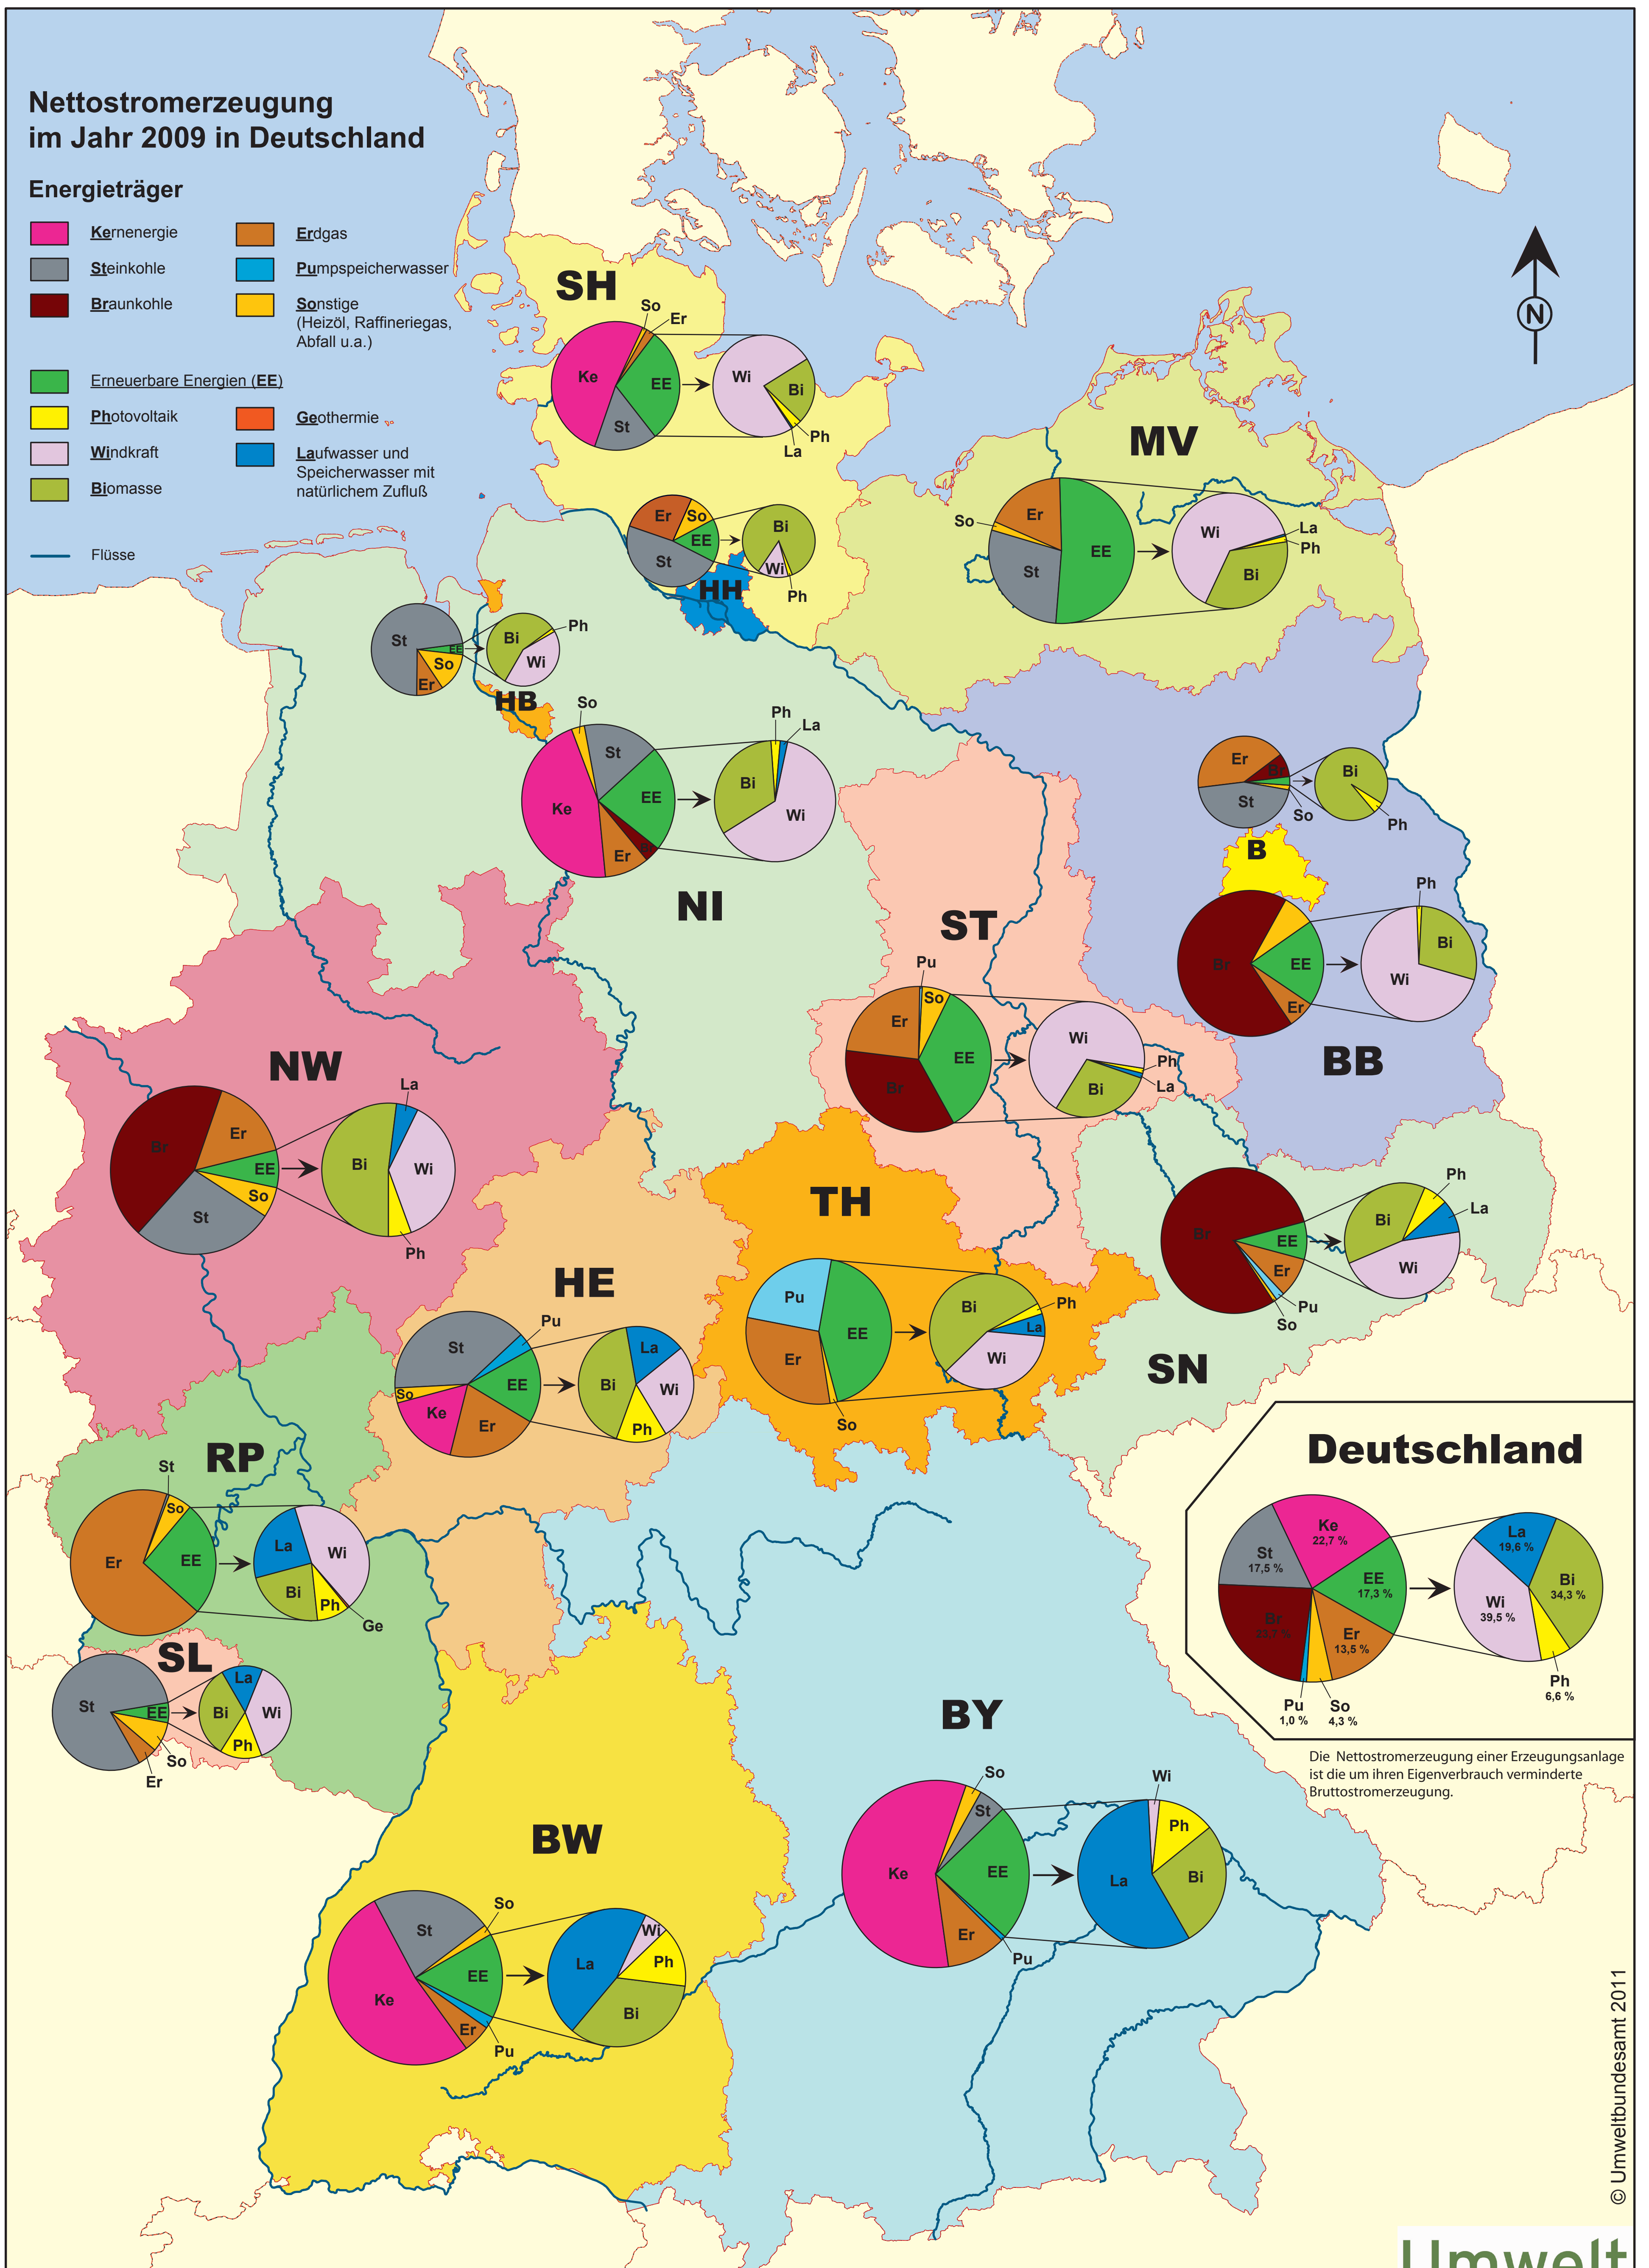 Nettostromerzeugung
im Jahr 2009 in Deutschland
Energieträger
Kernenergie
Steinkohle
Braunkohle
Erdgas
Pumpspeicherwasser
Sonstige
(Heizöl, Raffineriegas,
Abfall u.a.)
Erneuerbare Energien (EE)
Photovoltaik
Windkraft
Biomasse
Geothermie
Laufwasser und
Speicherwasser mit
natürlichem Zufluß
Flüsse
N
SH
So
Er
Ke
EE
St
Wi
Bi
Ph
La
MV
So
Er
EE
St
Wi
La
Ph
Bi
Er
So
EE
St
Bi
Wi
Ph
HH
St
EE
So
Er
Bi
Ph
Wi
HB
So
St
Ke
EE
Br
Er
Ph
La
Bi
Wi
NI
Er
Br
St
So
Bi
Ph
B
Br
EE
Er
Ph
Bi
Wi
BB
ST
Pu
So
Er
EE
Br
Wi
Ph
La
Bi
NW
Br
Er
EE
So
St
La
Bi
Wi
Ph
TH
Pu
EE
Er
So
Bi
Ph
La
Wi
Br
EE
Er
Pu
So
Ph
La
Bi
Wi
SN
HE
Pu
St
So
EE
Ke
Er
La
Bi
Wi
Ph
RP
St
So
Er
EE
La
Wi
Bi
Ph
Ge
SL
St
EE
So
Er
La
Bi
Wi
Ph
Deutschland
Ke
22,7 %
St
17,5 %
EE
17,3 %
Br
23,7 %
Er
13,5 %
Pu
1,0 %
So
4,3 %
La
19,6 %
Bi
34,3 %
Wi
39,5 %
Ph
6,6 %
Die Nettostromerzeugung einer Erzeugungsanlage
ist die um ihren Eigenverbrauch verminderte
Bruttostromerzeugung.
BY
So
St
Ke
EE
Er
Pu
Wi
Ph
La
Bi
BW
So
St
EE
Ke
Er
Pu
La
Wi
Ph
Bi
© Umweltbundesamt 2011
Umwelt